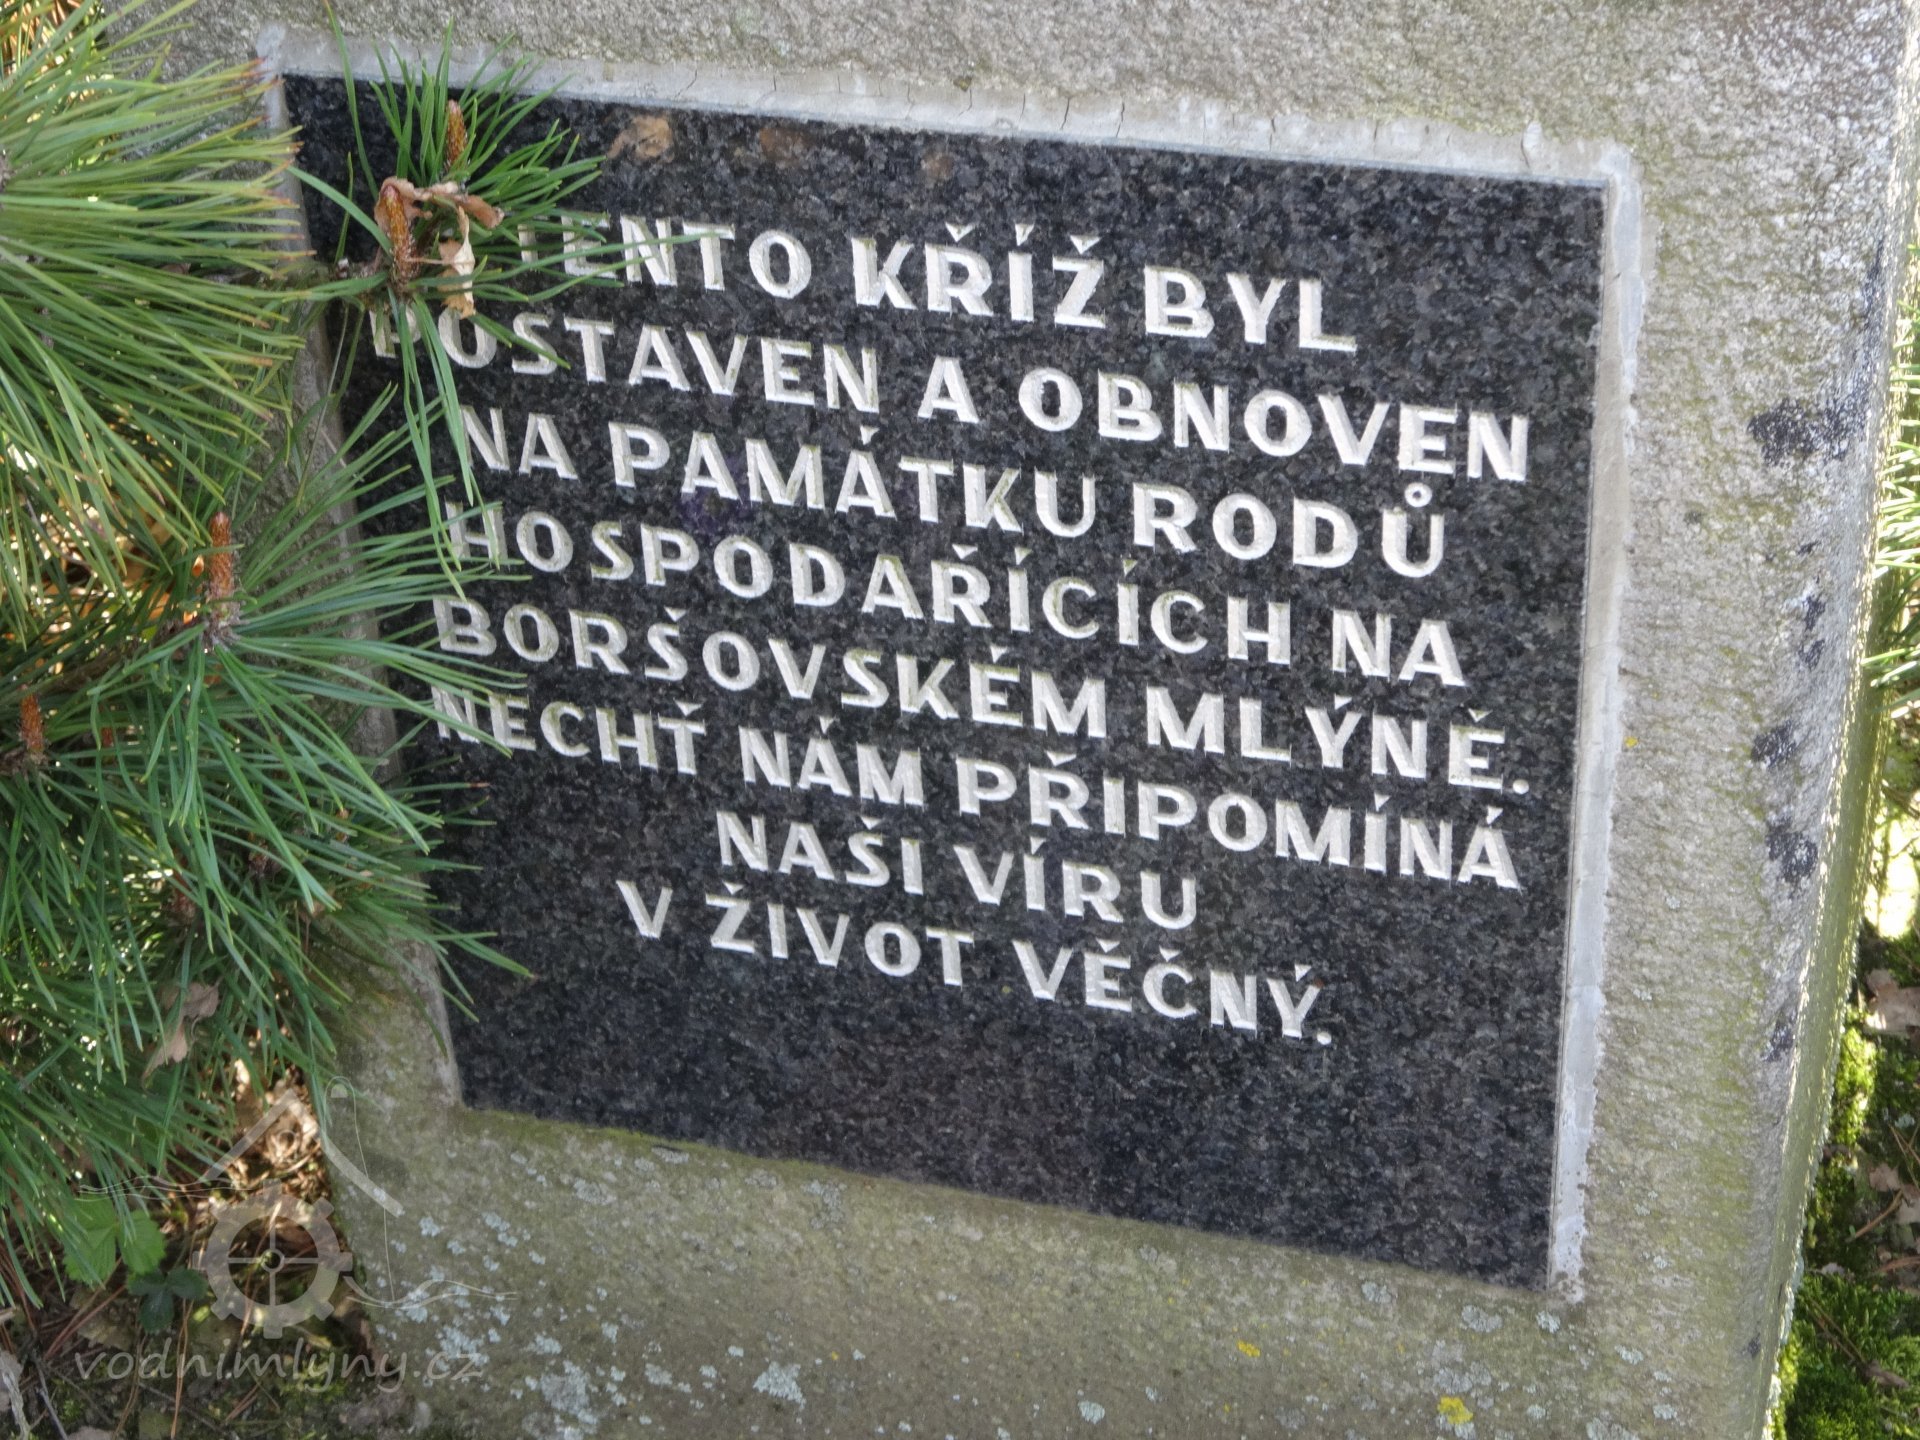 TENTO KŘÍŽ BYL
POSTAVEN A OBNOVEN
NA PAMÁTKU RODŮ
HOSPODAŘÍCÍCH NA
BORŠOVSKÉM MLÝNĚ.
NECHŤ NÁM PŘIPOMÍNÁ
NAŠI VÍRU
V ŽIVOT VĚČNÝ.
vodnimlyny.cz